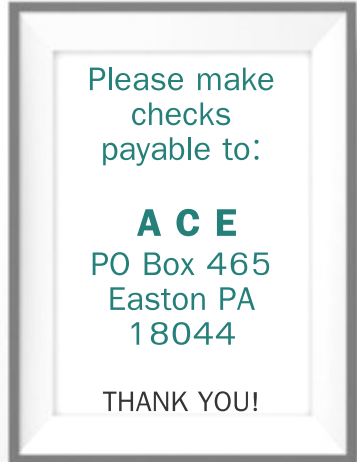 Please make
checks
payable to:
A C E
PO Box 465
Easton PA
18044
THANK YOU!